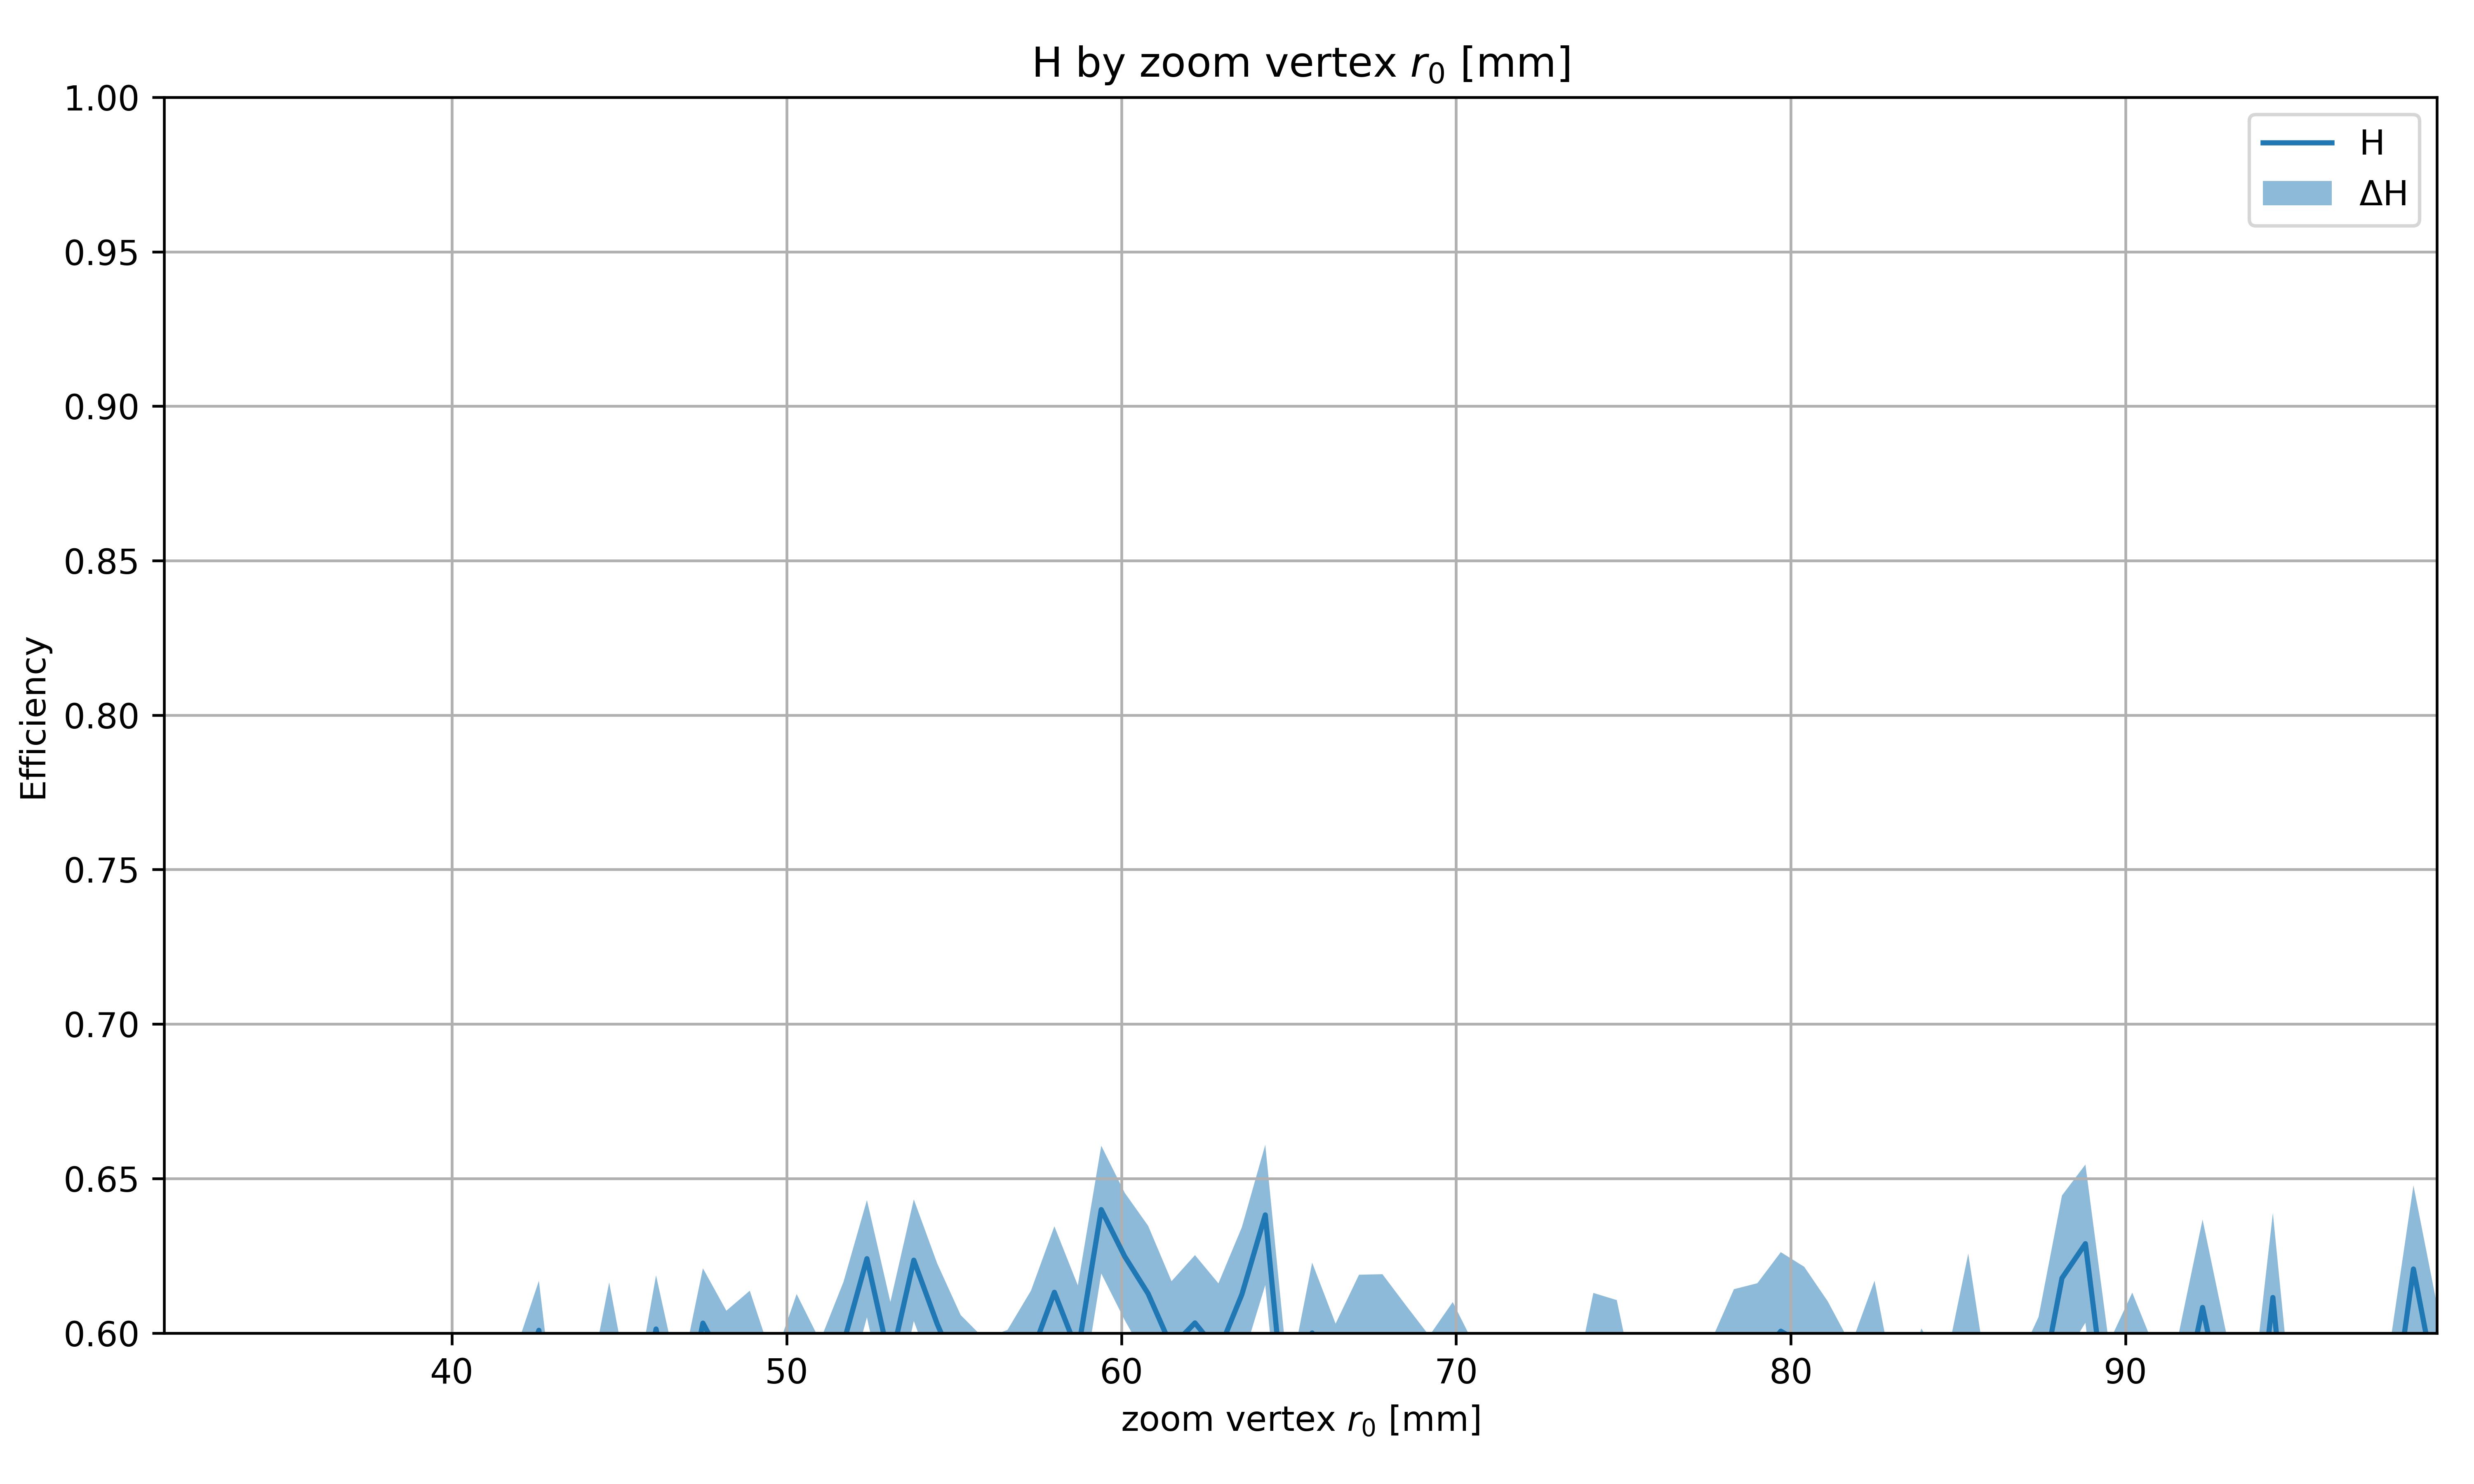 H by zoom vertex r₀ [mm]
1.00
0.95
0.90
0.85
0.80
0.75
0.70
0.65
0.60
Efficiency
H
ΔH
40 50 60 70 80 90
zoom vertex r₀ [mm]